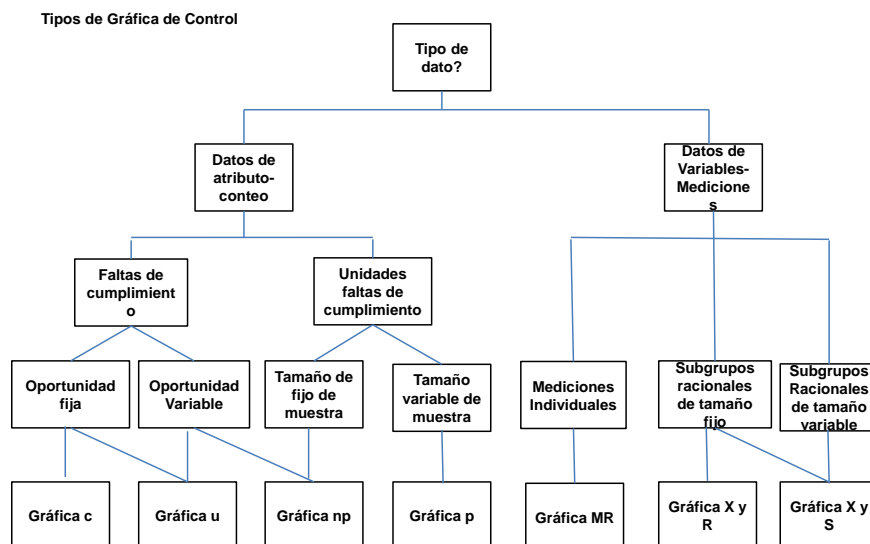 Tipos de Gráfica de Control
Tipo de
dato?
Datos de
atributo-
conteo
Datos de
Variables-
Medicione
s
Faltas de
cumplimient
o
Unidades
faltas de
cumplimiento
Oportunidad
fija
Oportunidad
Variable
Tamaño de
fijo de
muestra
Tamaño
variable de
muestra
Mediciones
Individuales
Subgrupos
racionales
de tamaño
fijo
Subgrupos
Racionales
de tamaño
variable
Gráfica c
Gráfica u
Gráfica np
Gráfica p
Gráfica MR
Gráfica X y
R
Gráfica X y
S